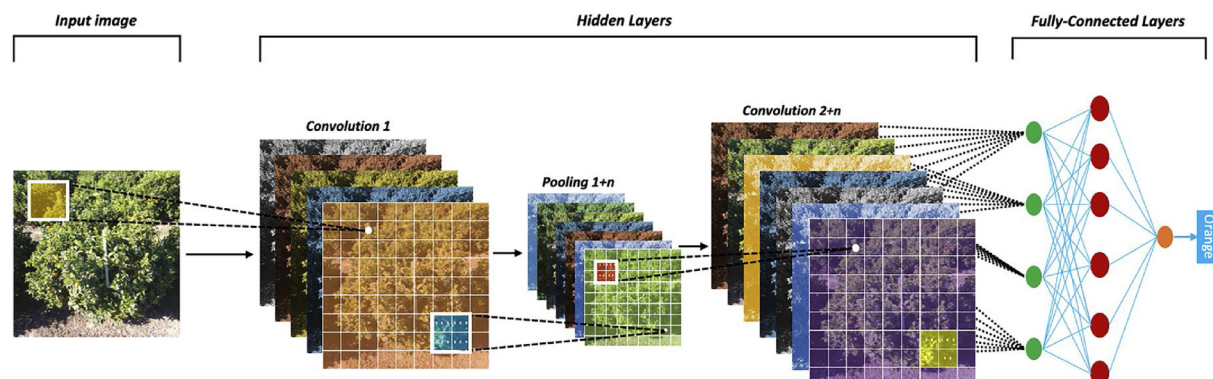 Input image
Hidden Layers
Fully-Connected Layers
Convolution 1
Pooling 1+n
Convolution 2+n
Orange